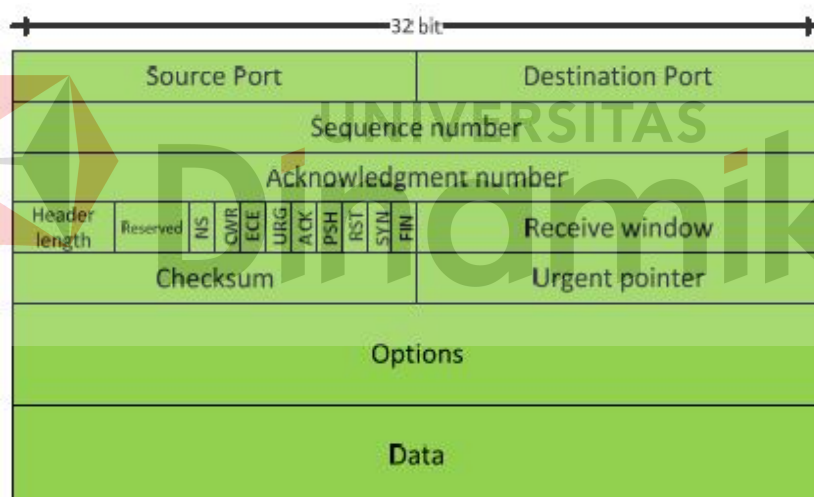 32 bit
Source Port Destination Port
UNIVERSITAS
Sequence number
Dinamik
Acknowledgment number
Header length Reserved NS CWR ECE URG ACK PSH RST SYN FIN Receive window
Checksum Urgent pointer
Options
Data